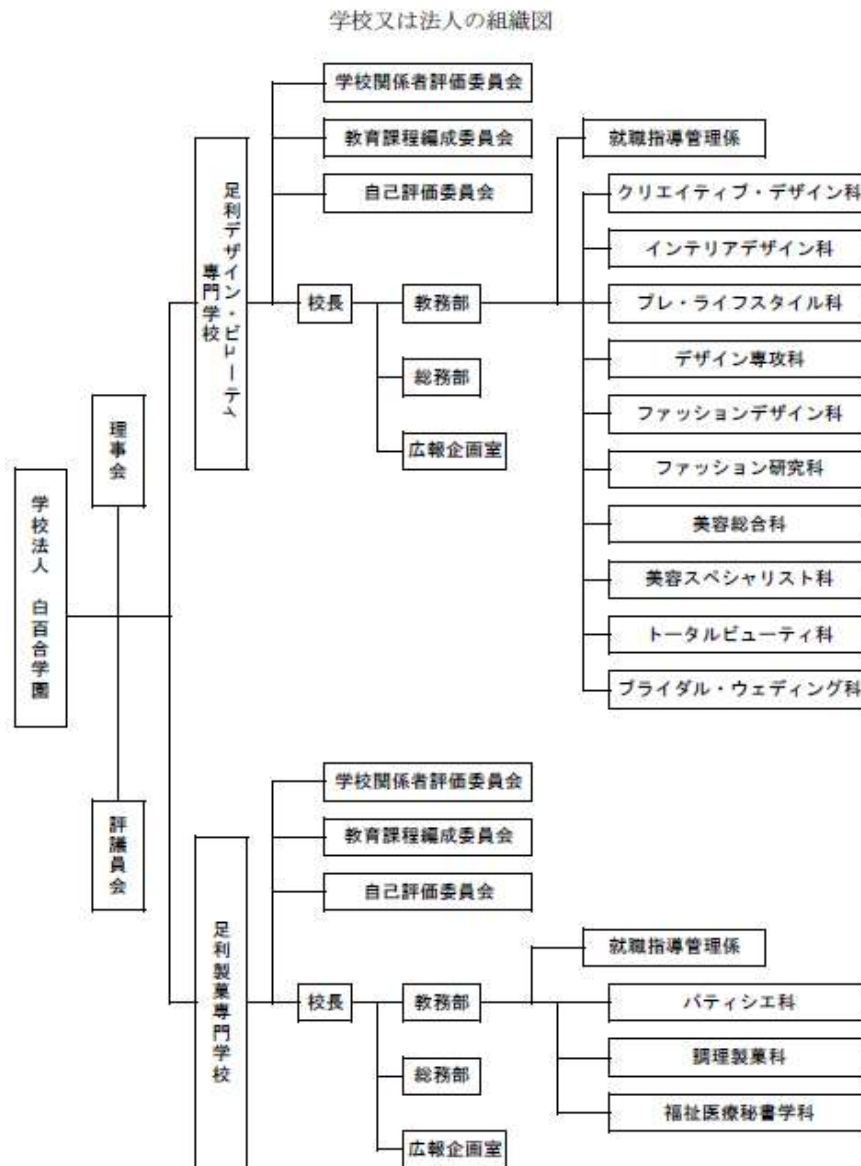 学校又は法人の組織図
学校法人　白百合学園
理事会
評議員会
足利デザイン・ビューティ
専門学校
学校関係者評価委員会
教育課程編成委員会
自己評価委員会
校長
教務部
総務部
広報企画室
就職指導管理係
クリエイティブ・デザイン科
インテリアデザイン科
プレ・ライフスタイル科
デザイン専攻科
ファッションデザイン科
ファッション研究科
美容総合科
美容スペシャリスト科
トータルビューティ科
ブライダル・ウェディング科
足利製菓専門学校
学校関係者評価委員会
教育課程編成委員会
自己評価委員会
校長
教務部
総務部
広報企画室
就職指導管理係
パティシエ科
調理製菓科
福祉医療秘書学科